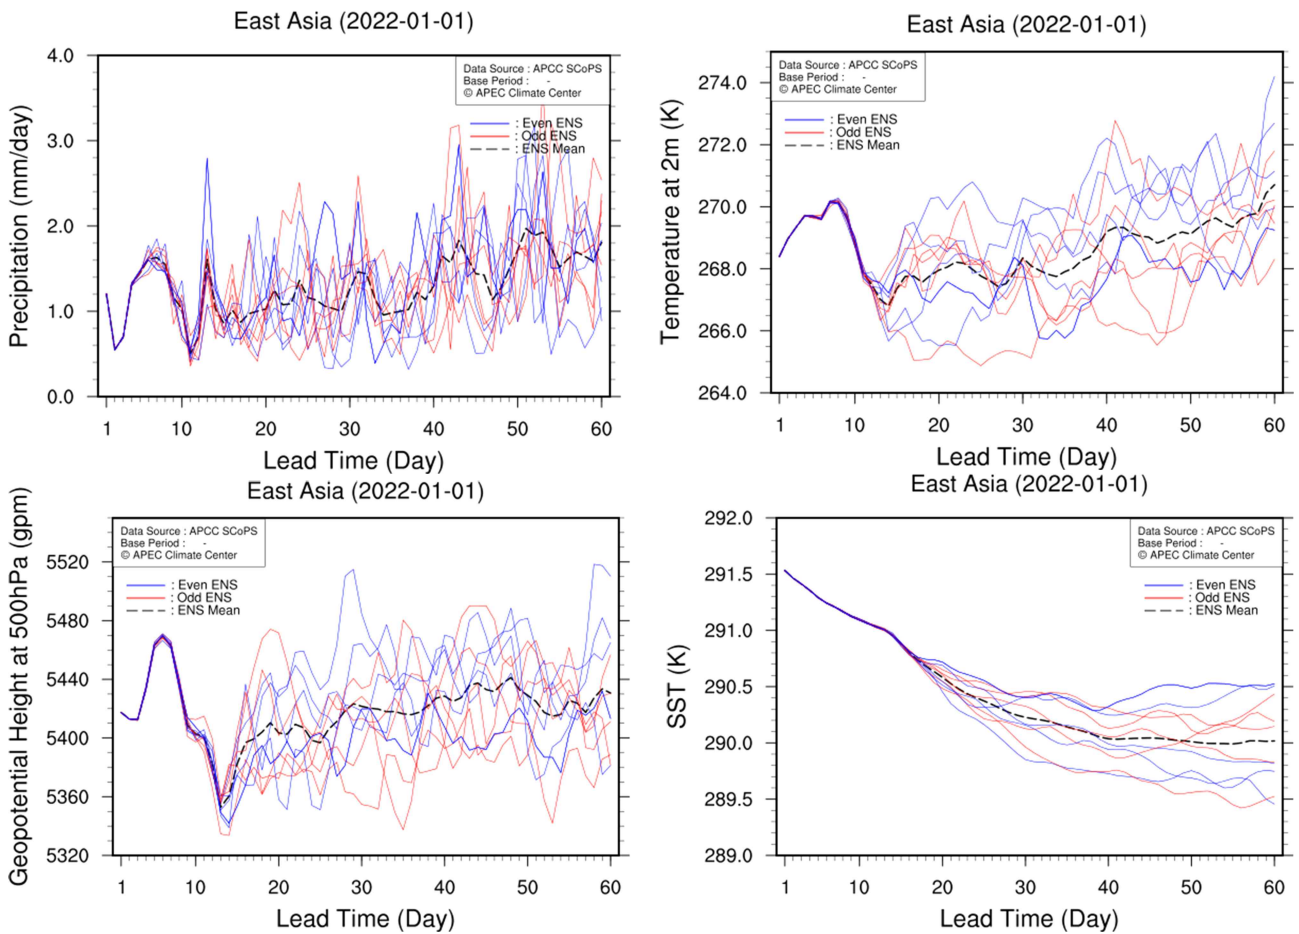 East Asia (2022-01-01)
4.0
3.0
2.0
1.0
0.0
Precipitation (mm/day)
Data Source : APCC SCoPS
Base Period : -
© APEC Climate Center
: Even ENS
: Odd ENS
: ENS Mean
1 10 20 30 40 50 60
Lead Time (Day)
East Asia (2022-01-01)
274.0
272.0
270.0
268.0
266.0
264.0
Temperature at 2m (K)
Data Source : APCC SCoPS
Base Period : -
© APEC Climate Center
: Even ENS
: Odd ENS
: ENS Mean
1 10 20 30 40 50 60
Lead Time (Day)
East Asia (2022-01-01)
5520
5480
5440
5400
5360
5320
Geopotential Height at 500hPa (gpm)
Data Source : APCC SCoPS
Base Period : -
© APEC Climate Center
: Even ENS
: Odd ENS
: ENS Mean
1 10 20 30 40 50 60
Lead Time (Day)
East Asia (2022-01-01)
292.0
291.5
291.0
290.5
290.0
289.5
289.0
SST (K)
Data Source : APCC SCoPS
Base Period : -
© APEC Climate Center
: Even ENS
: Odd ENS
: ENS Mean
1 10 20 30 40 50 60
Lead Time (Day)